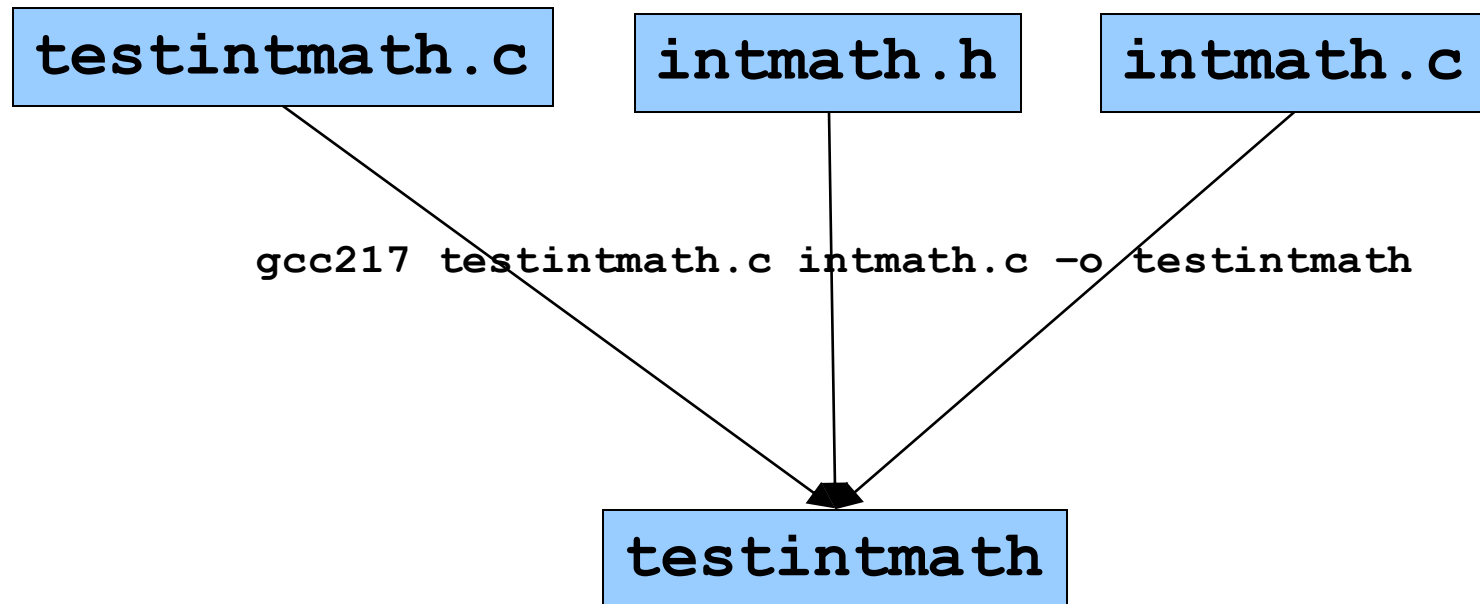 testintmath.c
intmath.h
intmath.c
gcc217 testintmath.c intmath.c –o testintmath
testintmath